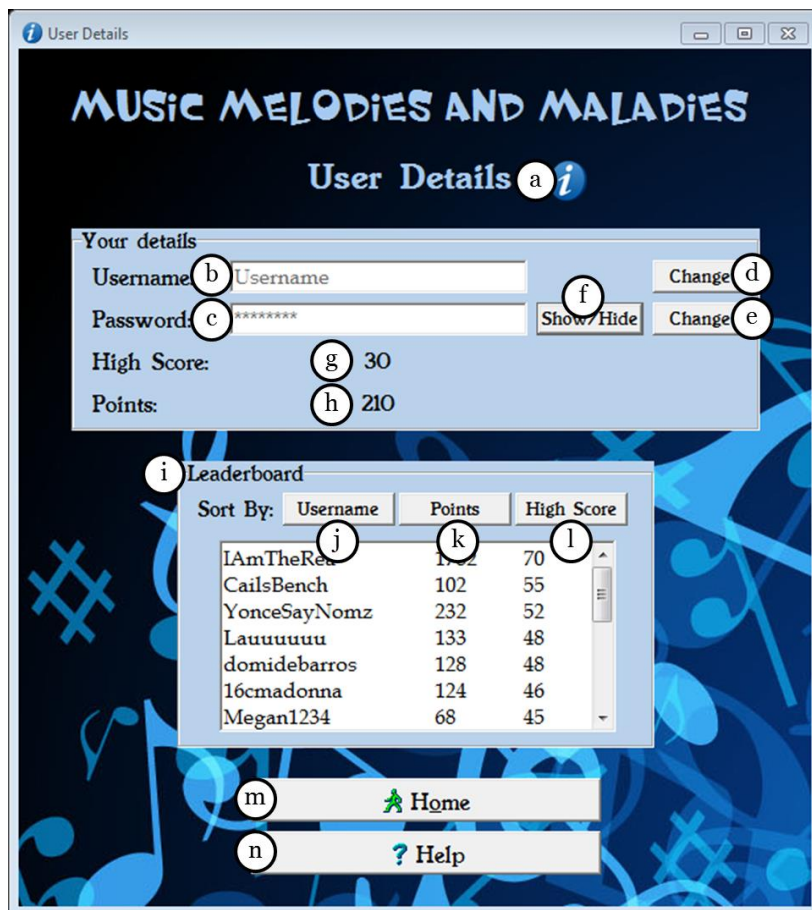 User Details
MUSiC MELODiES AND MALADiES
User Details a i
Your details
Username: b Username Change d
Password: c ******** f Show/Hide Change e
High Score: g 30
Points: h 210
i Leaderboard
Sort By: Username Points High Score
j k l
70
CailsBench 102 55
YonceSayNomz 232 52
Lauuuuuu 133 48
domidebarros 128 48
16cmadonna 124 46
Megan1234 68 45
m Home
n ? Help